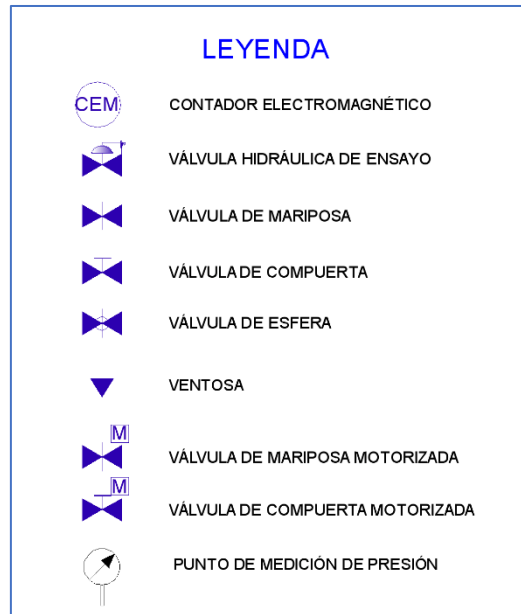 LEYENDA
CEM CONTADOR ELECTROMAGNÉTICO
VÁLVULA HIDRÁULICA DE ENSAYO
VÁLVULA DE MARIPOSA
VÁLVULA DE COMPUERTA
VÁLVULA DE ESFERA
VENTOSA
M
VÁLVULA DE MARIPOSA MOTORIZADA
M
VÁLVULA DE COMPUERTA MOTORIZADA
PUNTO DE MEDICIÓN DE PRESIÓN